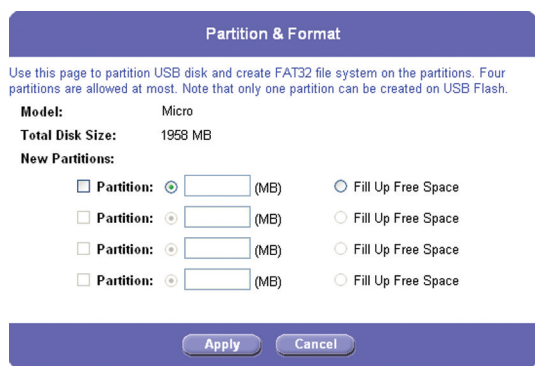 Partition & Format
Use this page to partition USB disk and create FAT32 file system on the partitions. Four
partitions are allowed at most. Note that only one partition can be created on USB Flash.
Model: Micro
Total Disk Size: 1958 MB
New Partitions:
Partition: (MB) Fill Up Free Space
Partition: (MB) Fill Up Free Space
Partition: (MB) Fill Up Free Space
Partition: (MB) Fill Up Free Space
Apply Cancel